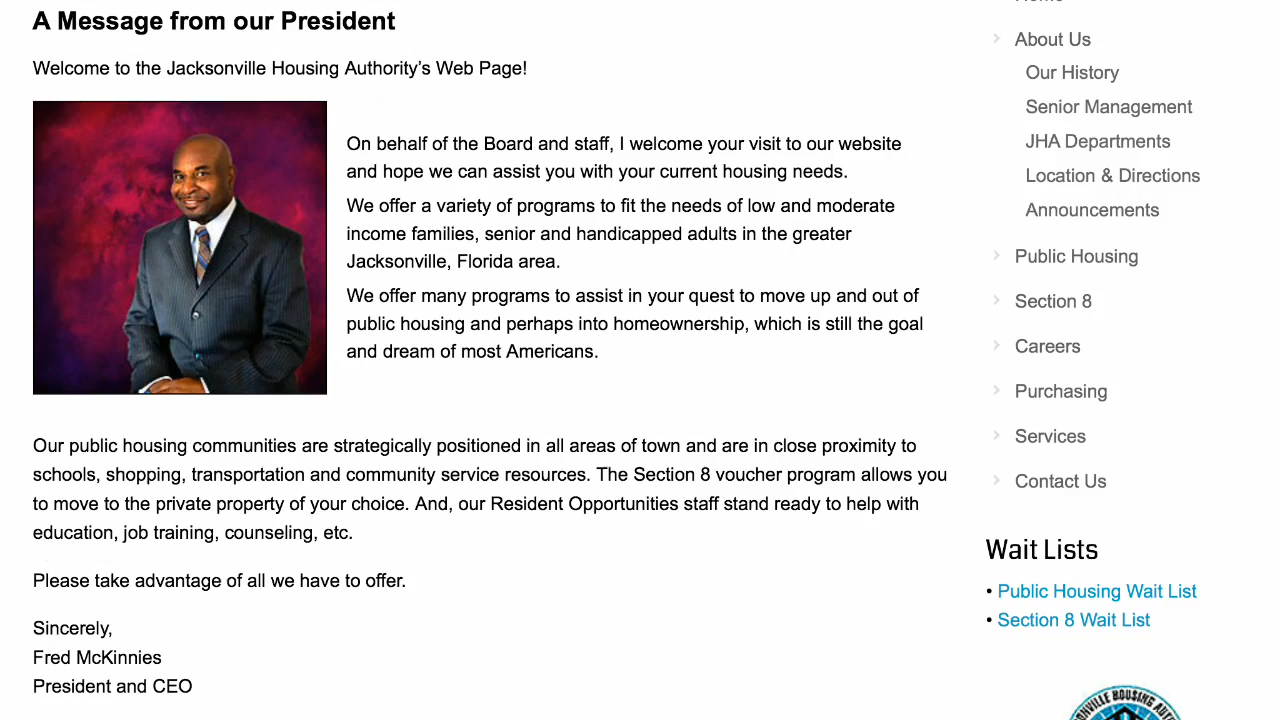 A Message from our President
Welcome to the Jacksonville Housing Authority’s Web Page!
On behalf of the Board and staff, I welcome your visit to our website
and hope we can assist you with your current housing needs.
We offer a variety of programs to fit the needs of low and moderate
income families, senior and handicapped adults in the greater
Jacksonville, Florida area.
We offer many programs to assist in your quest to move up and out of
public housing and perhaps into homeownership, which is still the goal
and dream of most Americans.
Our public housing communities are strategically positioned in all areas of town and are in close proximity to
schools, shopping, transportation and community service resources. The Section 8 voucher program allows you
to move to the private property of your choice. And, our Resident Opportunities staff stand ready to help with
education, job training, counseling, etc.
Please take advantage of all we have to offer.
Sincerely,
Fred McKinnies
President and CEO
About Us
Our History
Senior Management
JHA Departments
Location & Directions
Announcements
Public Housing
Section 8
Careers
Purchasing
Services
Contact Us
Wait Lists
• Public Housing Wait List
• Section 8 Wait List
HOUSING